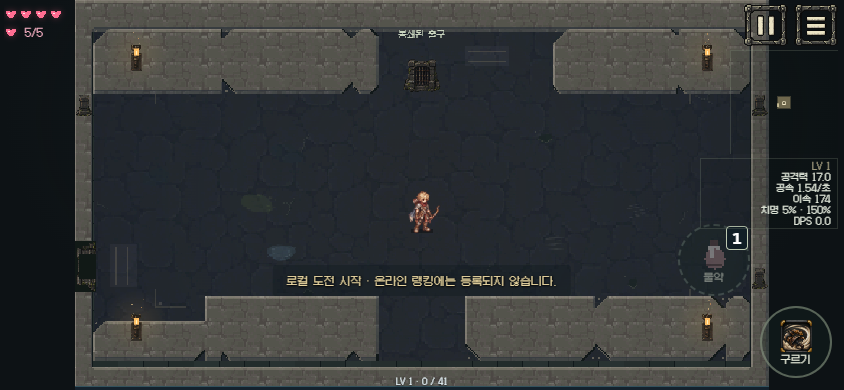 5/5
봉쇄된 출구
LV 1
공격력 17.0
공속 1.54/초
이속 174
치명 5% · 150%
DPS 0.0
1
물약
로컬 도전 시작 · 온라인 랭킹에는 등록되지 않습니다.
구르기
LV 1 · 0 / 41